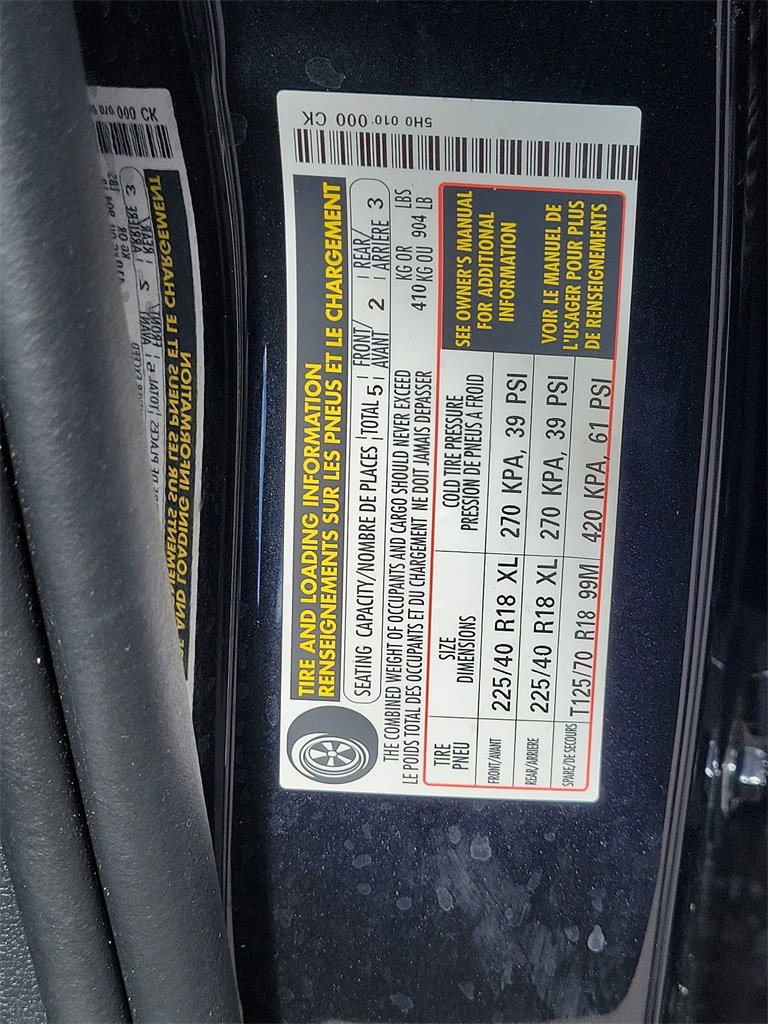 5H0 010 000 CK
TIRE AND LOADING INFORMATION
RENSEIGNEMENTS SUR LES PNEUS ET LE CHARGEMENT
SEATING CAPACITY/NOMBRE DE PLACES TOTAL 5 FRONT/AVANT 2 REAR/ARRIÈRE 3
THE COMBINED WEIGHT OF OCCUPANTS AND CARGO SHOULD NEVER EXCEED KG OR LBS
LE POIDS TOTAL DES OCCUPANTS ET DU CHARGEMENT NE DOIT JAMAIS DEPASSER 410 KG OU 904 LB
TIRE SIZE COLD TIRE PRESSURE
PNEU DIMENSIONS PRESSION DE PNEUS A FROID
FRONT/AVANT 225/40 R18 XL 270 KPA, 39 PSI
REAR/ARRIERE 225/40 R18 XL 270 KPA, 39 PSI
SPARE/DE SECOURS T125/70 R18 99M 420 KPA, 61 PSI
SEE OWNER'S MANUAL
FOR ADDITIONAL
INFORMATION
VOIR LE MANUEL DE
L'USAGER POUR PLUS
DE RENSEIGNEMENTS
000 CK